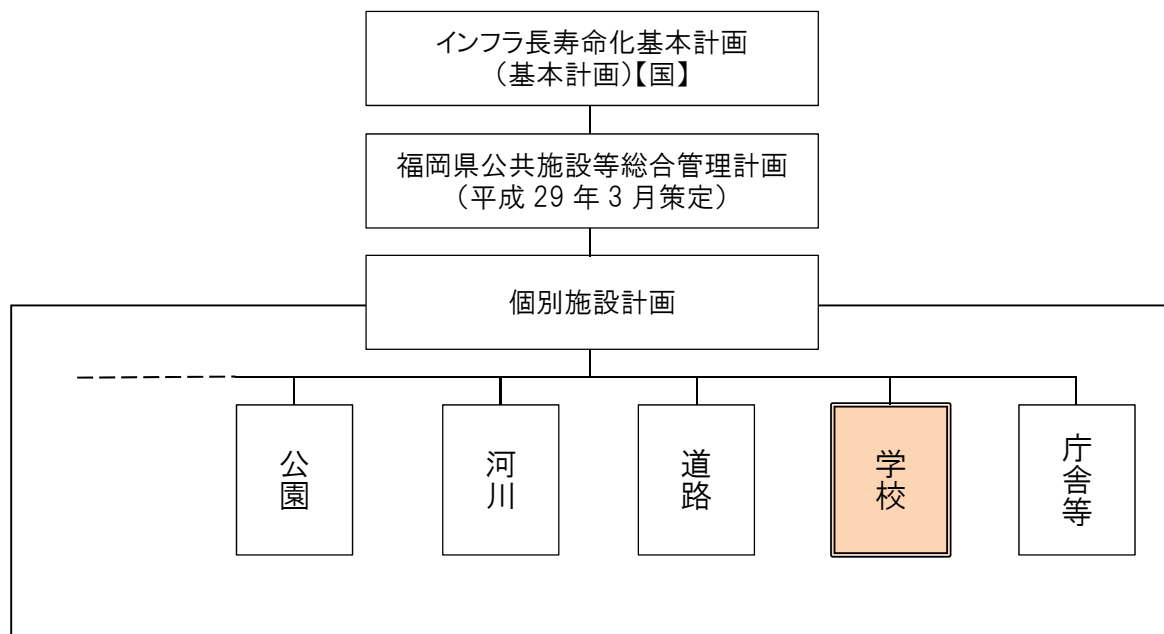 インフラ長寿命化基本計画
（基本計画）【国】
福岡県公共施設等総合管理計画
（平成 29 年 3 月策定）
個別施設計画
公園
河川
道路
学校
庁舎等